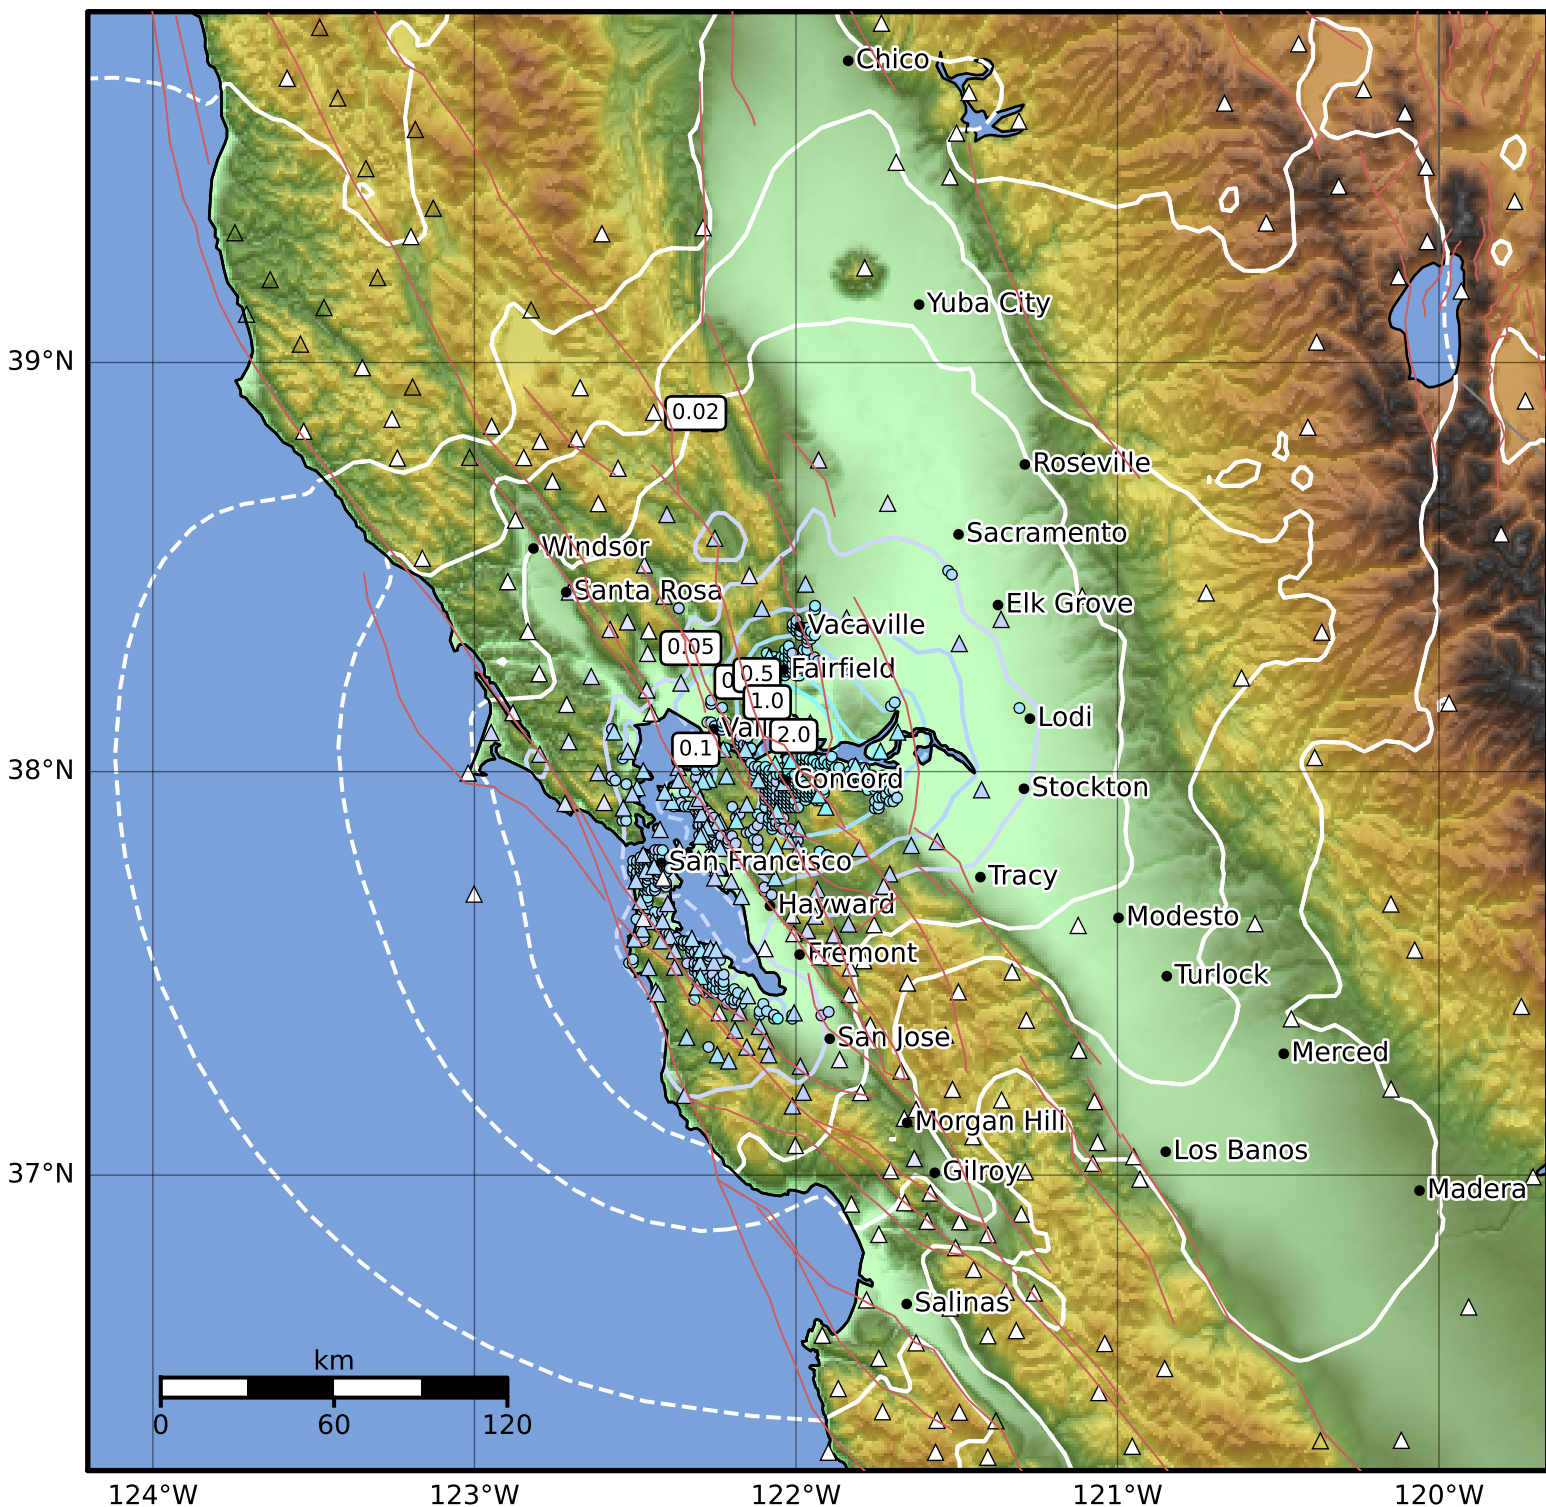 Chico
Yuba City
39°N
0.02
Roseville
Sacramento
Windsor
Santa Rosa
Elk Grove
Vacaville
0.05
Fairfield
0.5
1.0
Lodi
2.0
0.1
38°N
Concord
Stockton
San Francisco
Tracy
Hayward
Modesto
Fremont
Turlock
San Jose
Merced
Morgan Hill
Los Banos
37°N
Gilroy
Madera
Salinas
km
0 60 120
124°W 123°W 122°W 121°W 120°W